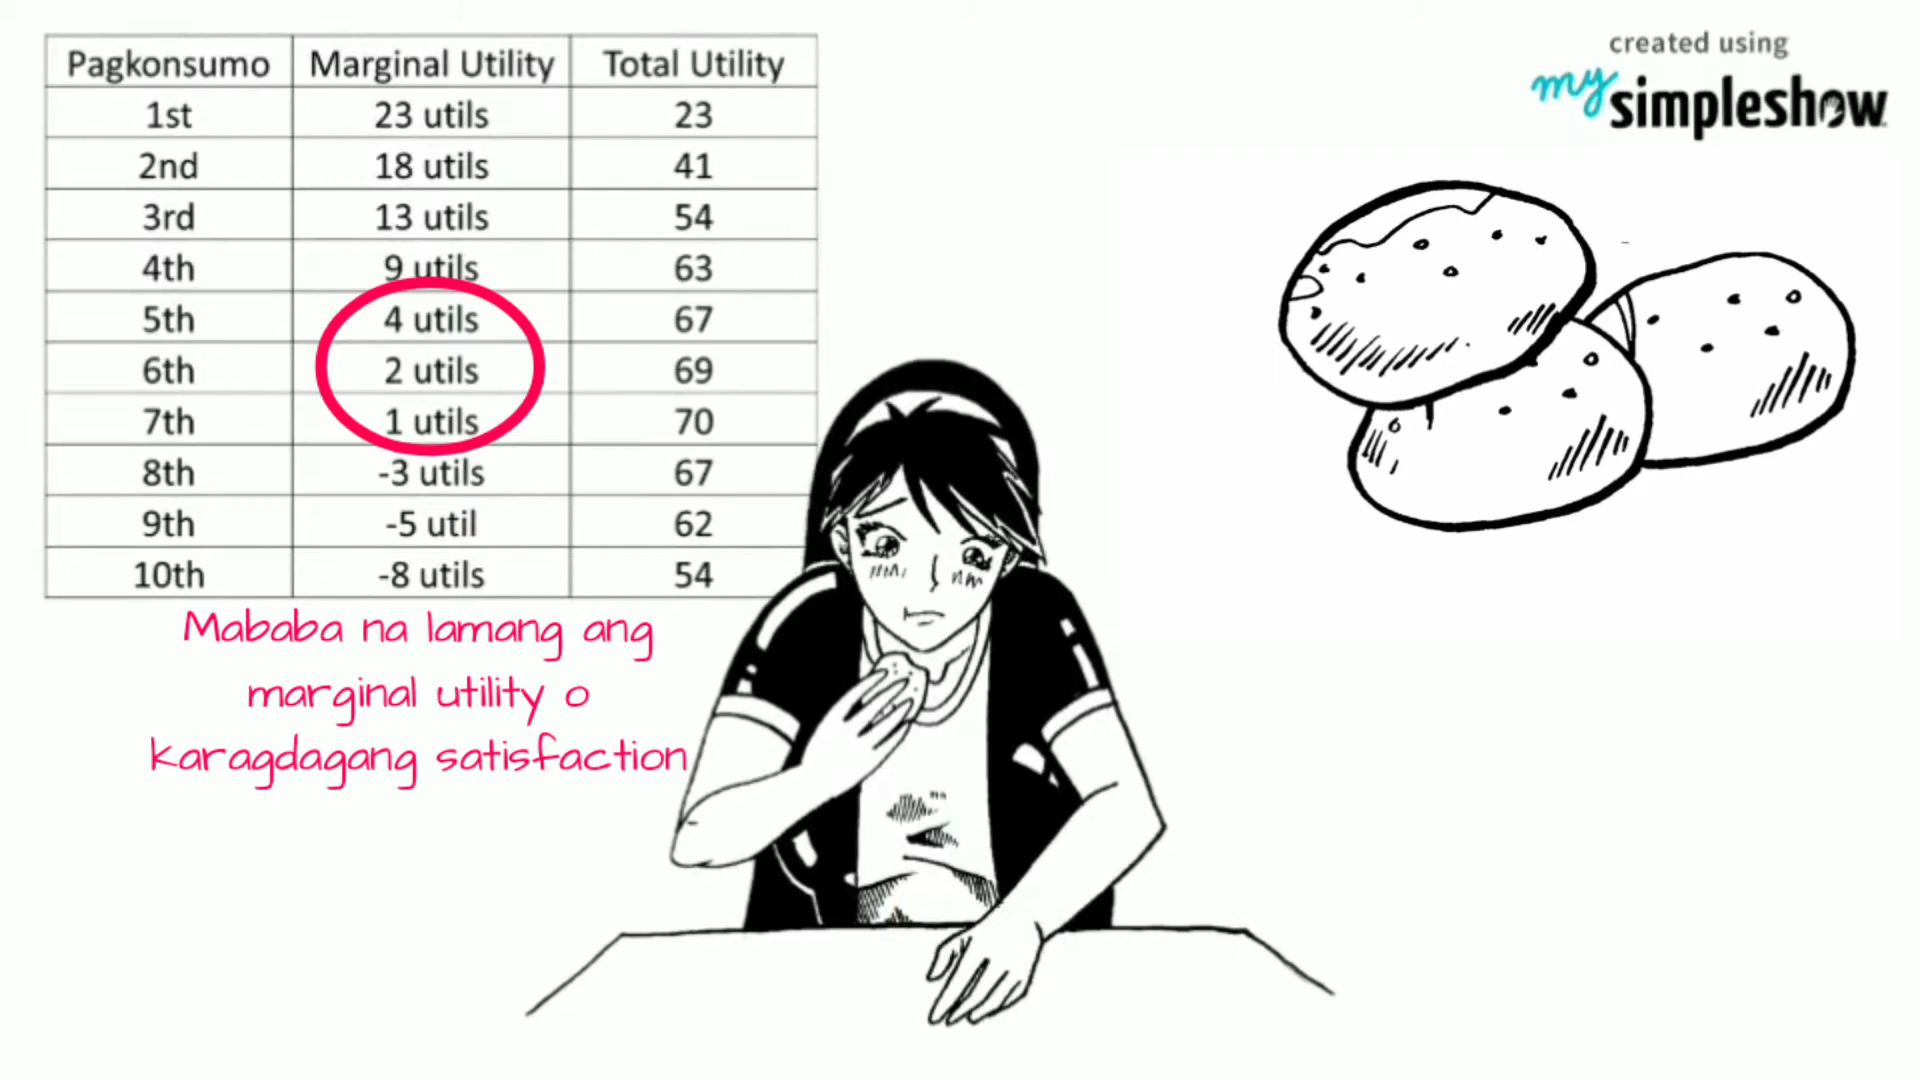 Pagkonsumo Marginal Utility Total Utility
1st 23 utils 23
2nd 18 utils 41
3rd 13 utils 54
4th 9 utils 63
5th 4 utils 67
6th 2 utils 69
7th 1 utils 70
8th -3 utils 67
9th -5 util 62
10th -8 utils 54
Mababa na lamang ang
marginal utility o
karagdagang satisfaction
created using
my simpleshow